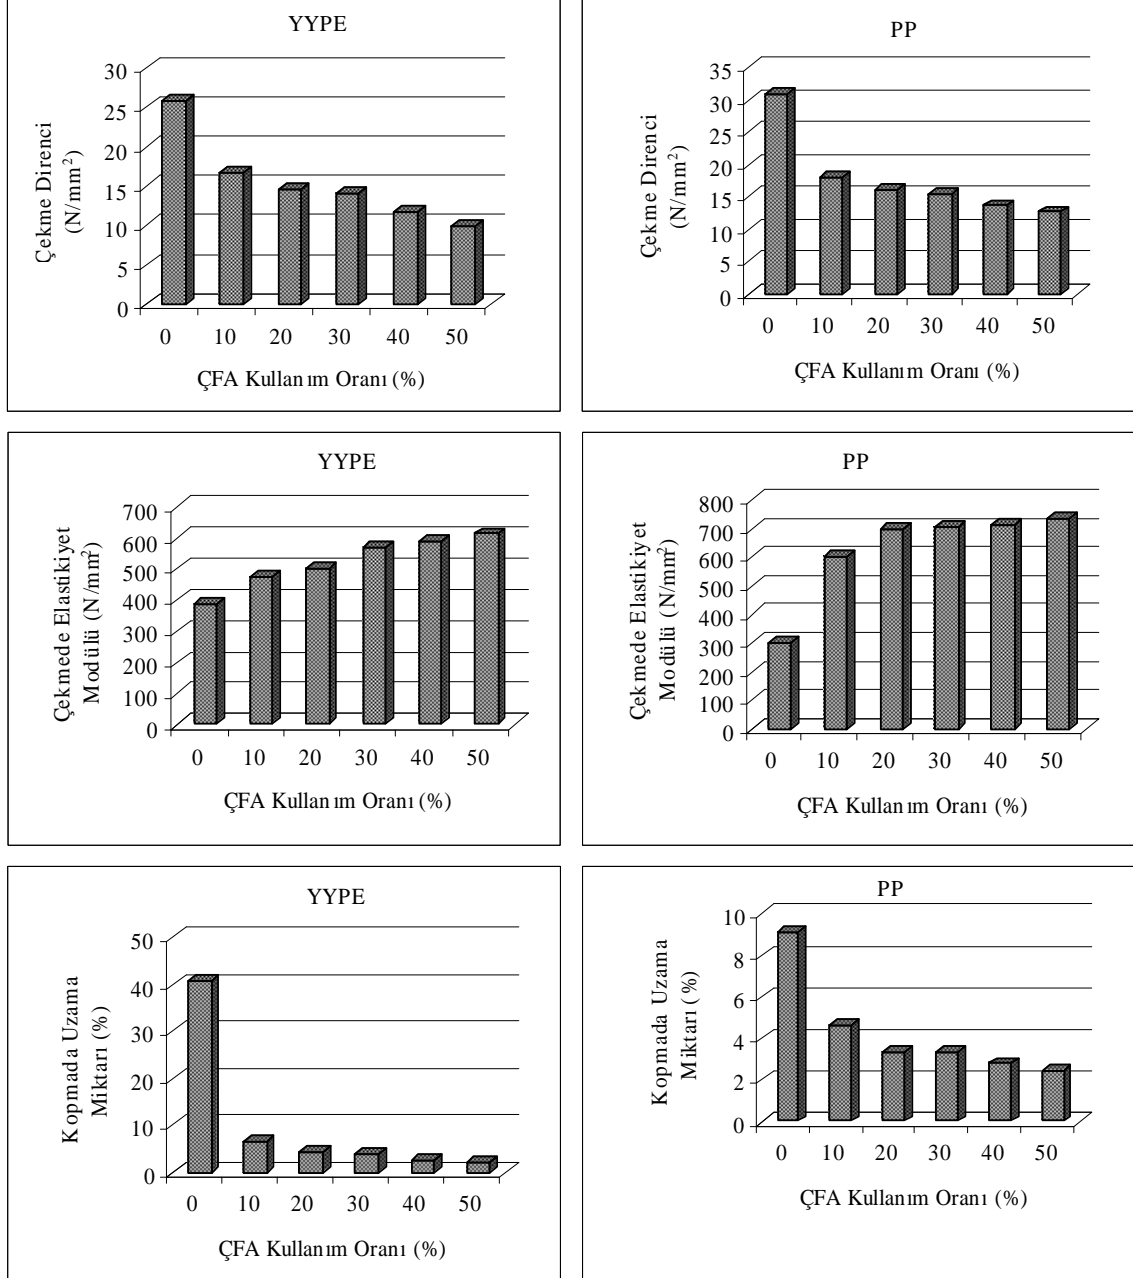 YYPE
Çekme Direnci
(N/mm²)
30
25
20
15
10
5
0
0 10 20 30 40 50
ÇFA Kullanım Oranı (%)
PP
Çekme Direnci
(N/mm²)
35
30
25
20
15
10
5
0
0 10 20 30 40 50
ÇFA Kullanım Oranı (%)
YYPE
Çekmede Elastikiyet
Modülü (N/mm²)
700
600
500
400
300
200
100
0
0 10 20 30 40 50
ÇFA Kullanım Oranı (%)
PP
Çekmede Elastikiyet
Modülü (N/mm²)
800
700
600
500
400
300
200
100
0
0 10 20 30 40 50
ÇFA Kullanım Oranı (%)
YYPE
Kopmada Uzama
Miktarı (%)
50
40
30
20
10
0
0 10 20 30 40 50
ÇFA Kullanım Oranı (%)
PP
Kopmada Uzama
Miktarı (%)
10
8
6
4
2
0
0 10 20 30 40 50
ÇFA Kullanım Oranı (%)